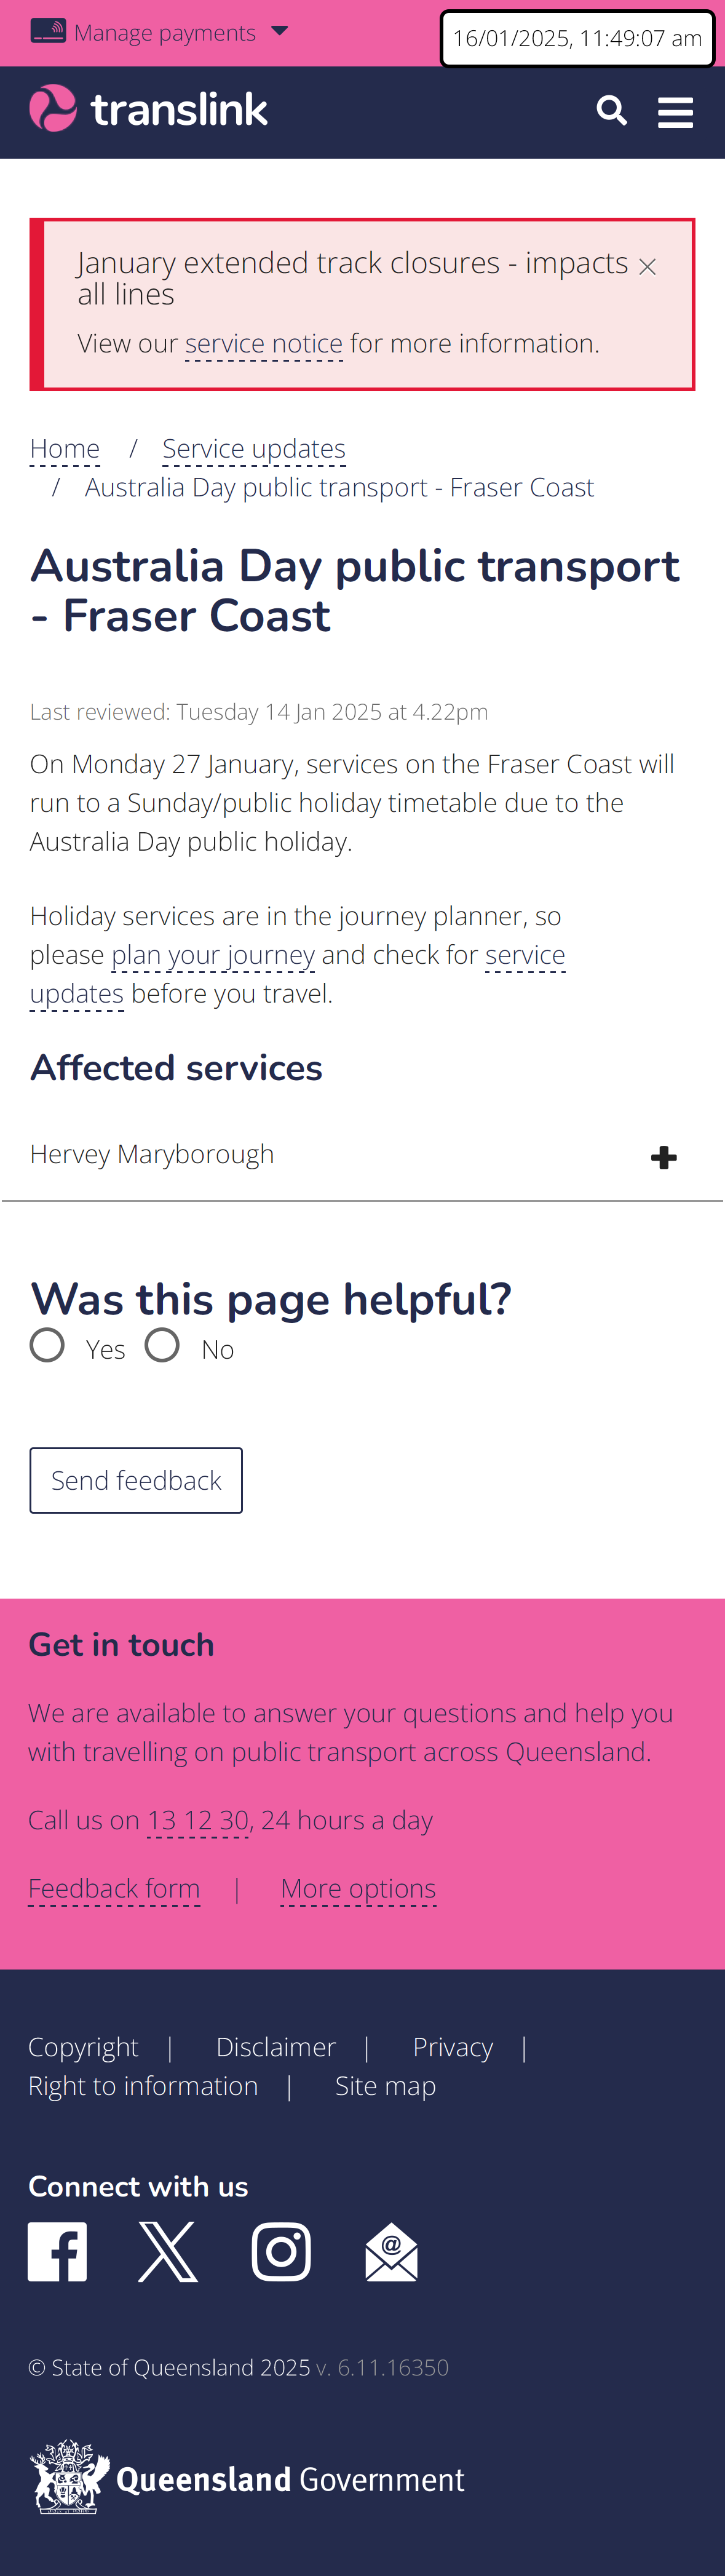 Manage payments
16/01/2025, 11:49:07 am
translink
January extended track closures - impacts
all lines
View our service notice for more information.
Home / Service updates
/ Australia Day public transport - Fraser Coast
Australia Day public transport
- Fraser Coast
Last reviewed: Tuesday 14 Jan 2025 at 4.22pm
On Monday 27 January, services on the Fraser Coast will
run to a Sunday/public holiday timetable due to the
Australia Day public holiday.
Holiday services are in the journey planner, so
please plan your journey and check for service
updates before you travel.
Affected services
Hervey Maryborough
Was this page helpful?
Yes No
Send feedback
Get in touch
We are available to answer your questions and help you
with travelling on public transport across Queensland.
Call us on 13 12 30, 24 hours a day
Feedback form | More options
Copyright | Disclaimer | Privacy |
Right to information | Site map
Connect with us
© State of Queensland 2025 v. 6.11.16350
Queensland Government